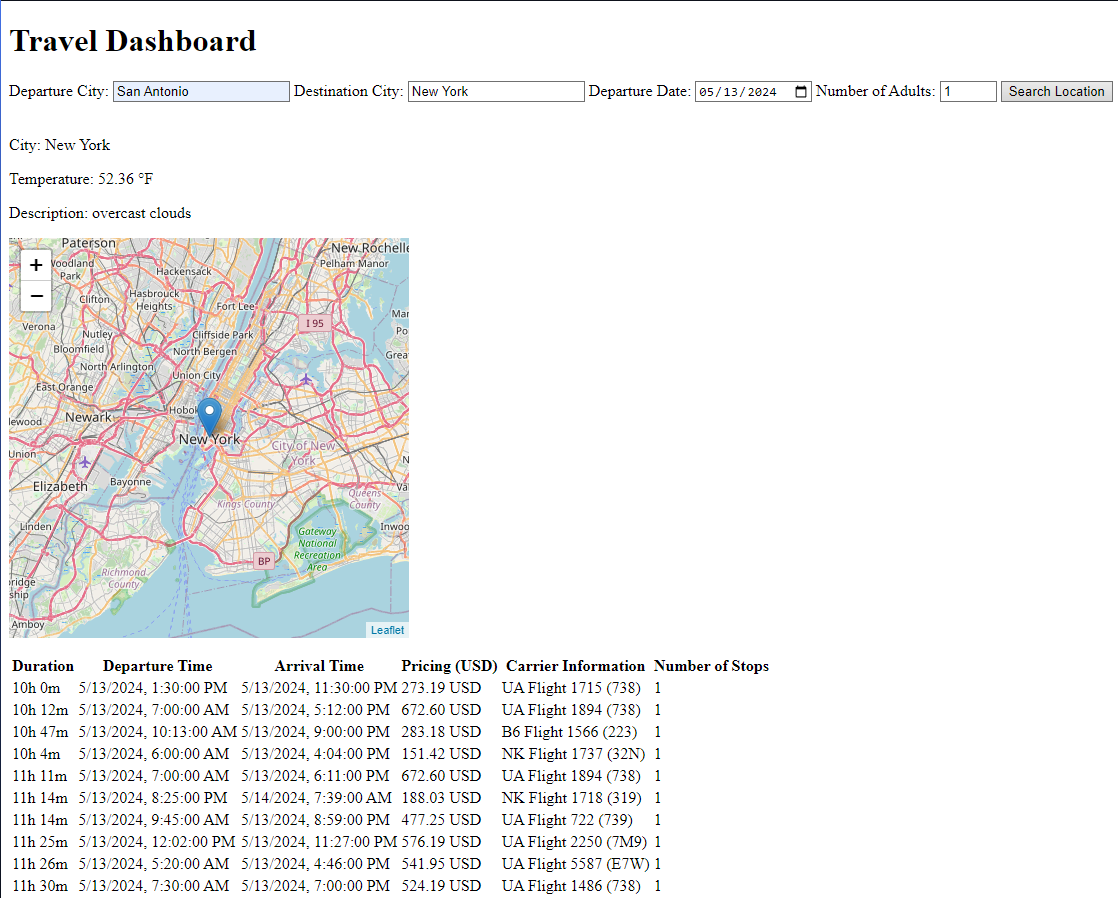 Travel Dashboard
Departure City: San Antonio Destination City: New York Departure Date: 05/13/2024 Number of Adults: 1 Search Location
City: New York
Temperature: 52.36 °F
Description: overcast clouds
Paterson
New Rochelle
+
Woodland
Park
Pelham Manor
Hackensack
−
Clifton
Hasbrouck
Heights
Fort Lee
Verona
I 95
Nutley
Cliffside Park
Bloomfield
North Bergen
North Arlington
Union City
East Orange
Hobok
Newark
New York
City of New
York
Union
Elizabeth
Bayonne
Queens
County
Kings County
Linden
Inwoo
Gateway
National
Recreation
Area
BP
Richmond
County
Amboy
Leaflet
Duration Departure Time Arrival Time Pricing (USD) Carrier Information Number of Stops
10h 0m 5/13/2024, 1:30:00 PM 5/13/2024, 11:30:00 PM 273.19 USD UA Flight 1715 (738) 1
10h 12m 5/13/2024, 7:00:00 AM 5/13/2024, 5:12:00 PM 672.60 USD UA Flight 1894 (738) 1
10h 47m 5/13/2024, 10:13:00 AM 5/13/2024, 9:00:00 PM 283.18 USD B6 Flight 1566 (223) 1
10h 4m 5/13/2024, 6:00:00 AM 5/13/2024, 4:04:00 PM 151.42 USD NK Flight 1737 (32N) 1
11h 11m 5/13/2024, 7:00:00 AM 5/13/2024, 6:11:00 PM 672.60 USD UA Flight 1894 (738) 1
11h 14m 5/13/2024, 8:25:00 PM 5/14/2024, 7:39:00 AM 188.03 USD NK Flight 1718 (319) 1
11h 14m 5/13/2024, 9:45:00 AM 5/13/2024, 8:59:00 PM 477.25 USD UA Flight 722 (739) 1
11h 25m 5/13/2024, 12:02:00 PM 5/13/2024, 11:27:00 PM 576.19 USD UA Flight 2250 (7M9) 1
11h 26m 5/13/2024, 5:20:00 AM 5/13/2024, 4:46:00 PM 541.95 USD UA Flight 5587 (E7W) 1
11h 30m 5/13/2024, 7:30:00 AM 5/13/2024, 7:00:00 PM 524.19 USD UA Flight 1486 (738) 1